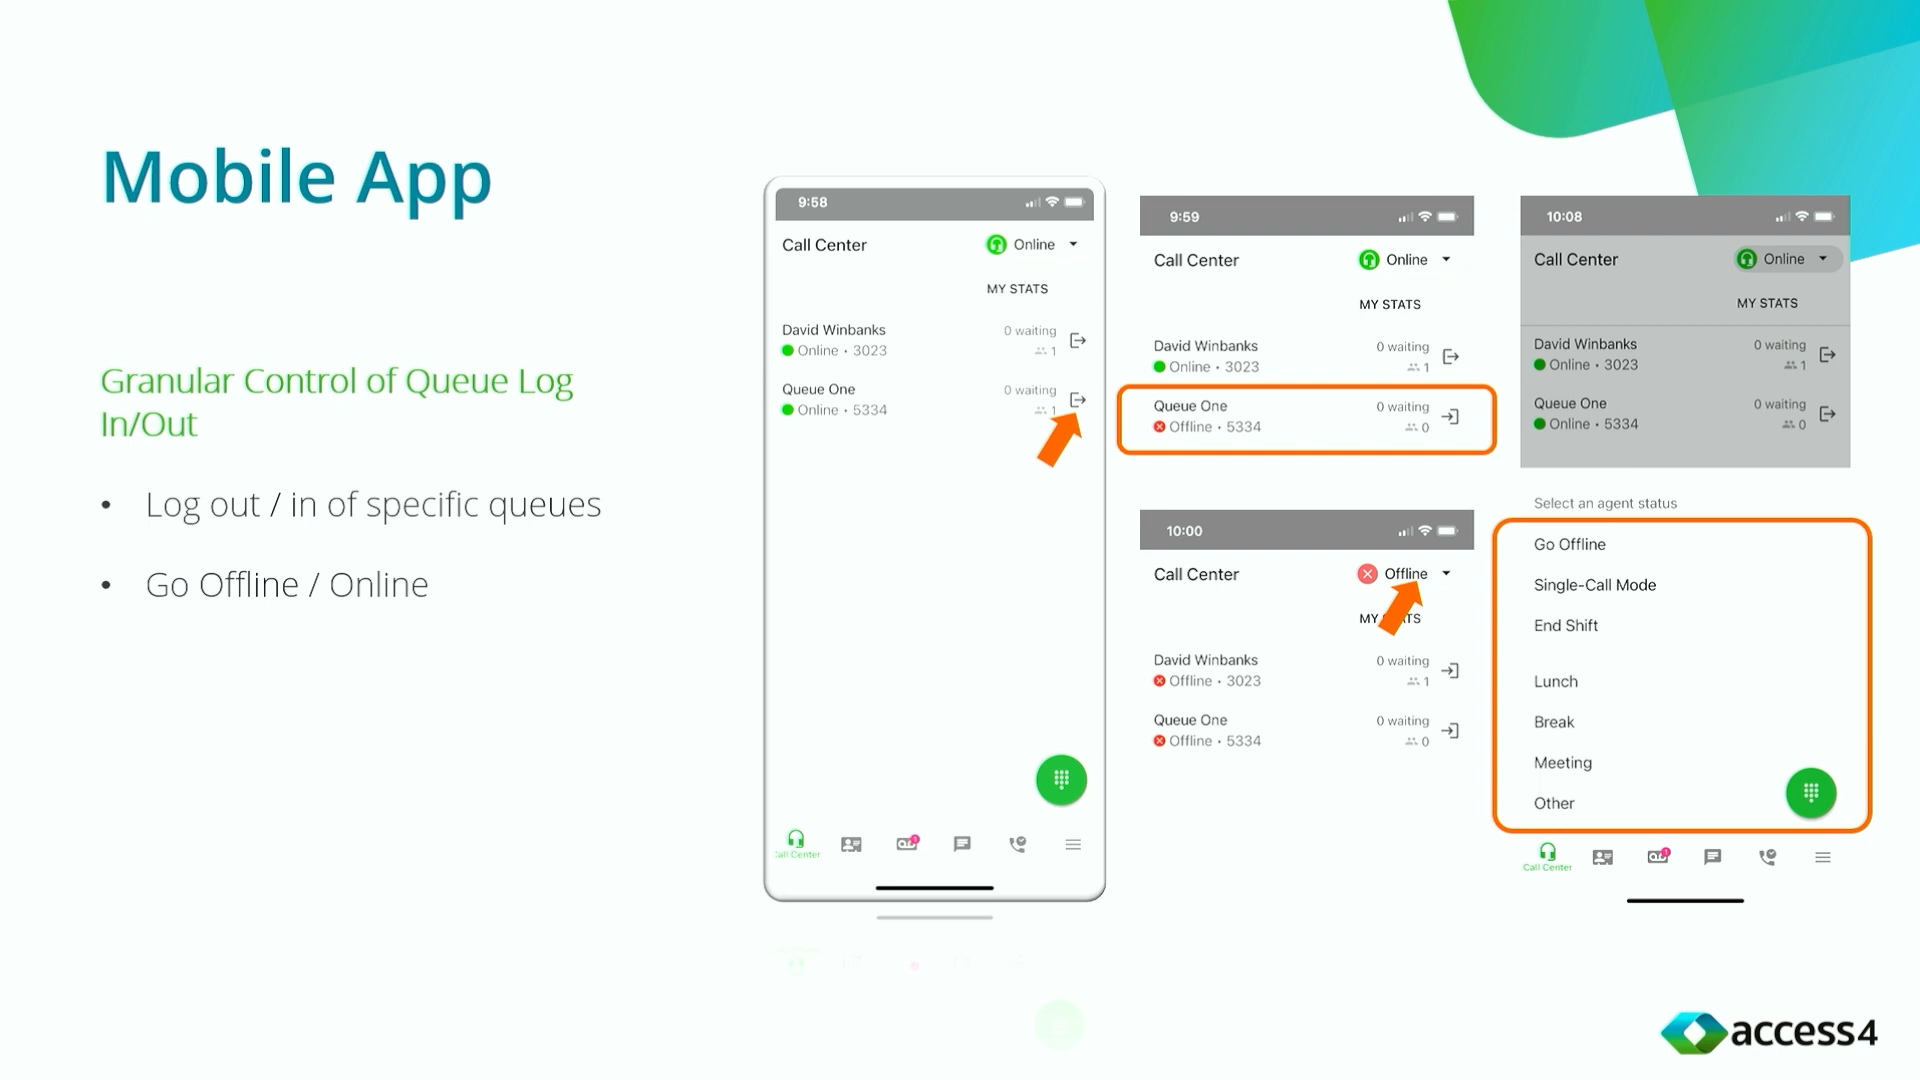 Mobile App
Granular Control of Queue Log
In/Out
• Log out / in of specific queues
• Go Offline / Online
9:58
Call Center
Online
MY STATS
David Winbanks
0 waiting
Online • 3023
1
Queue One
0 waiting
Online • 5334
1
Call Center
9:59
Call Center
Online
MY STATS
David Winbanks
0 waiting
Online • 3023
1
Queue One
0 waiting
Offline • 5334
0
10:00
Call Center
Offline
MY STATS
David Winbanks
0 waiting
Offline • 3023
1
Queue One
0 waiting
Offline • 5334
0
10:08
Call Center
Online
MY STATS
David Winbanks
0 waiting
Online • 3023
1
Queue One
0 waiting
Online • 5334
0
Select an agent status
Go Offline
Single-Call Mode
End Shift
Lunch
Break
Meeting
Other
Call Center
access4